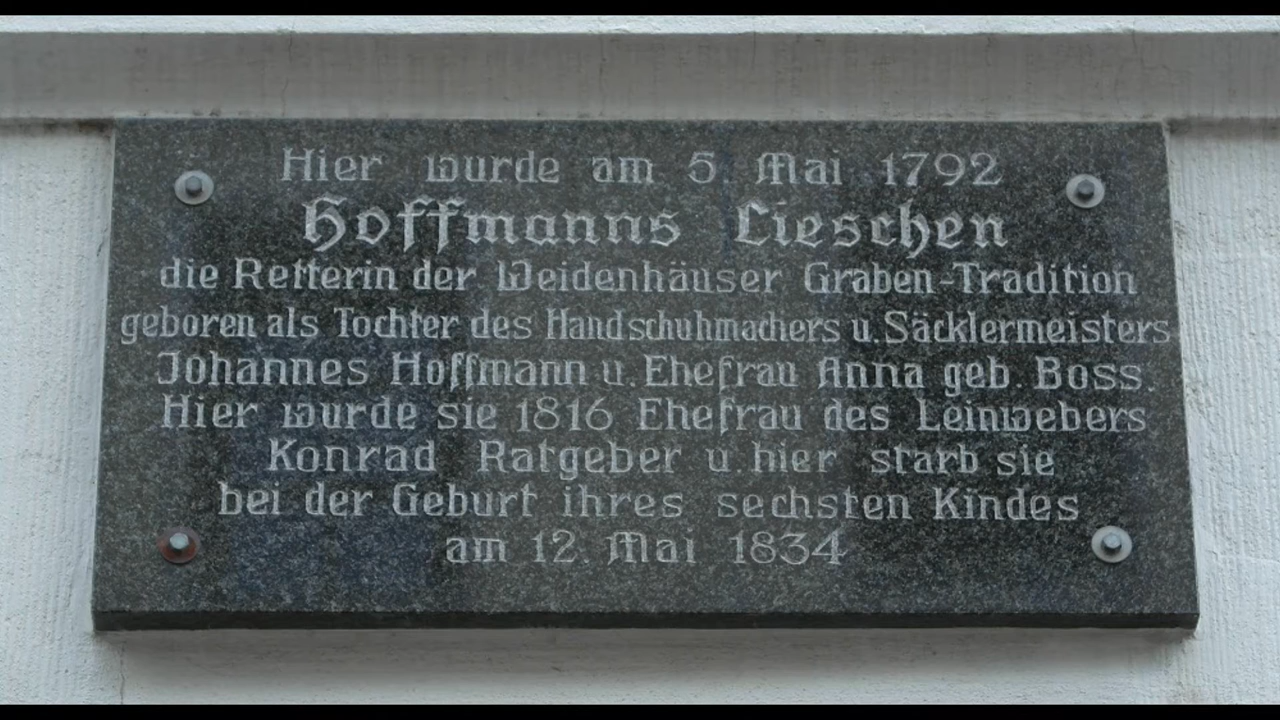 Hier wurde am 5. Mai 1792
Hoffmanns Lieschen
die Retterin der Weidenhäuser Graben-Tradition
geboren als Tochter des Handschuhmachers u. Säcklermeisters
Johannes Hoffmann u. Ehefrau Anna geb. Boss.
Hier wurde sie 1816 Ehefrau des Leinwebers
Konrad Ratgeber u. hier starb sie
bei der Geburt ihres sechsten Kindes
am 12. Mai 1834